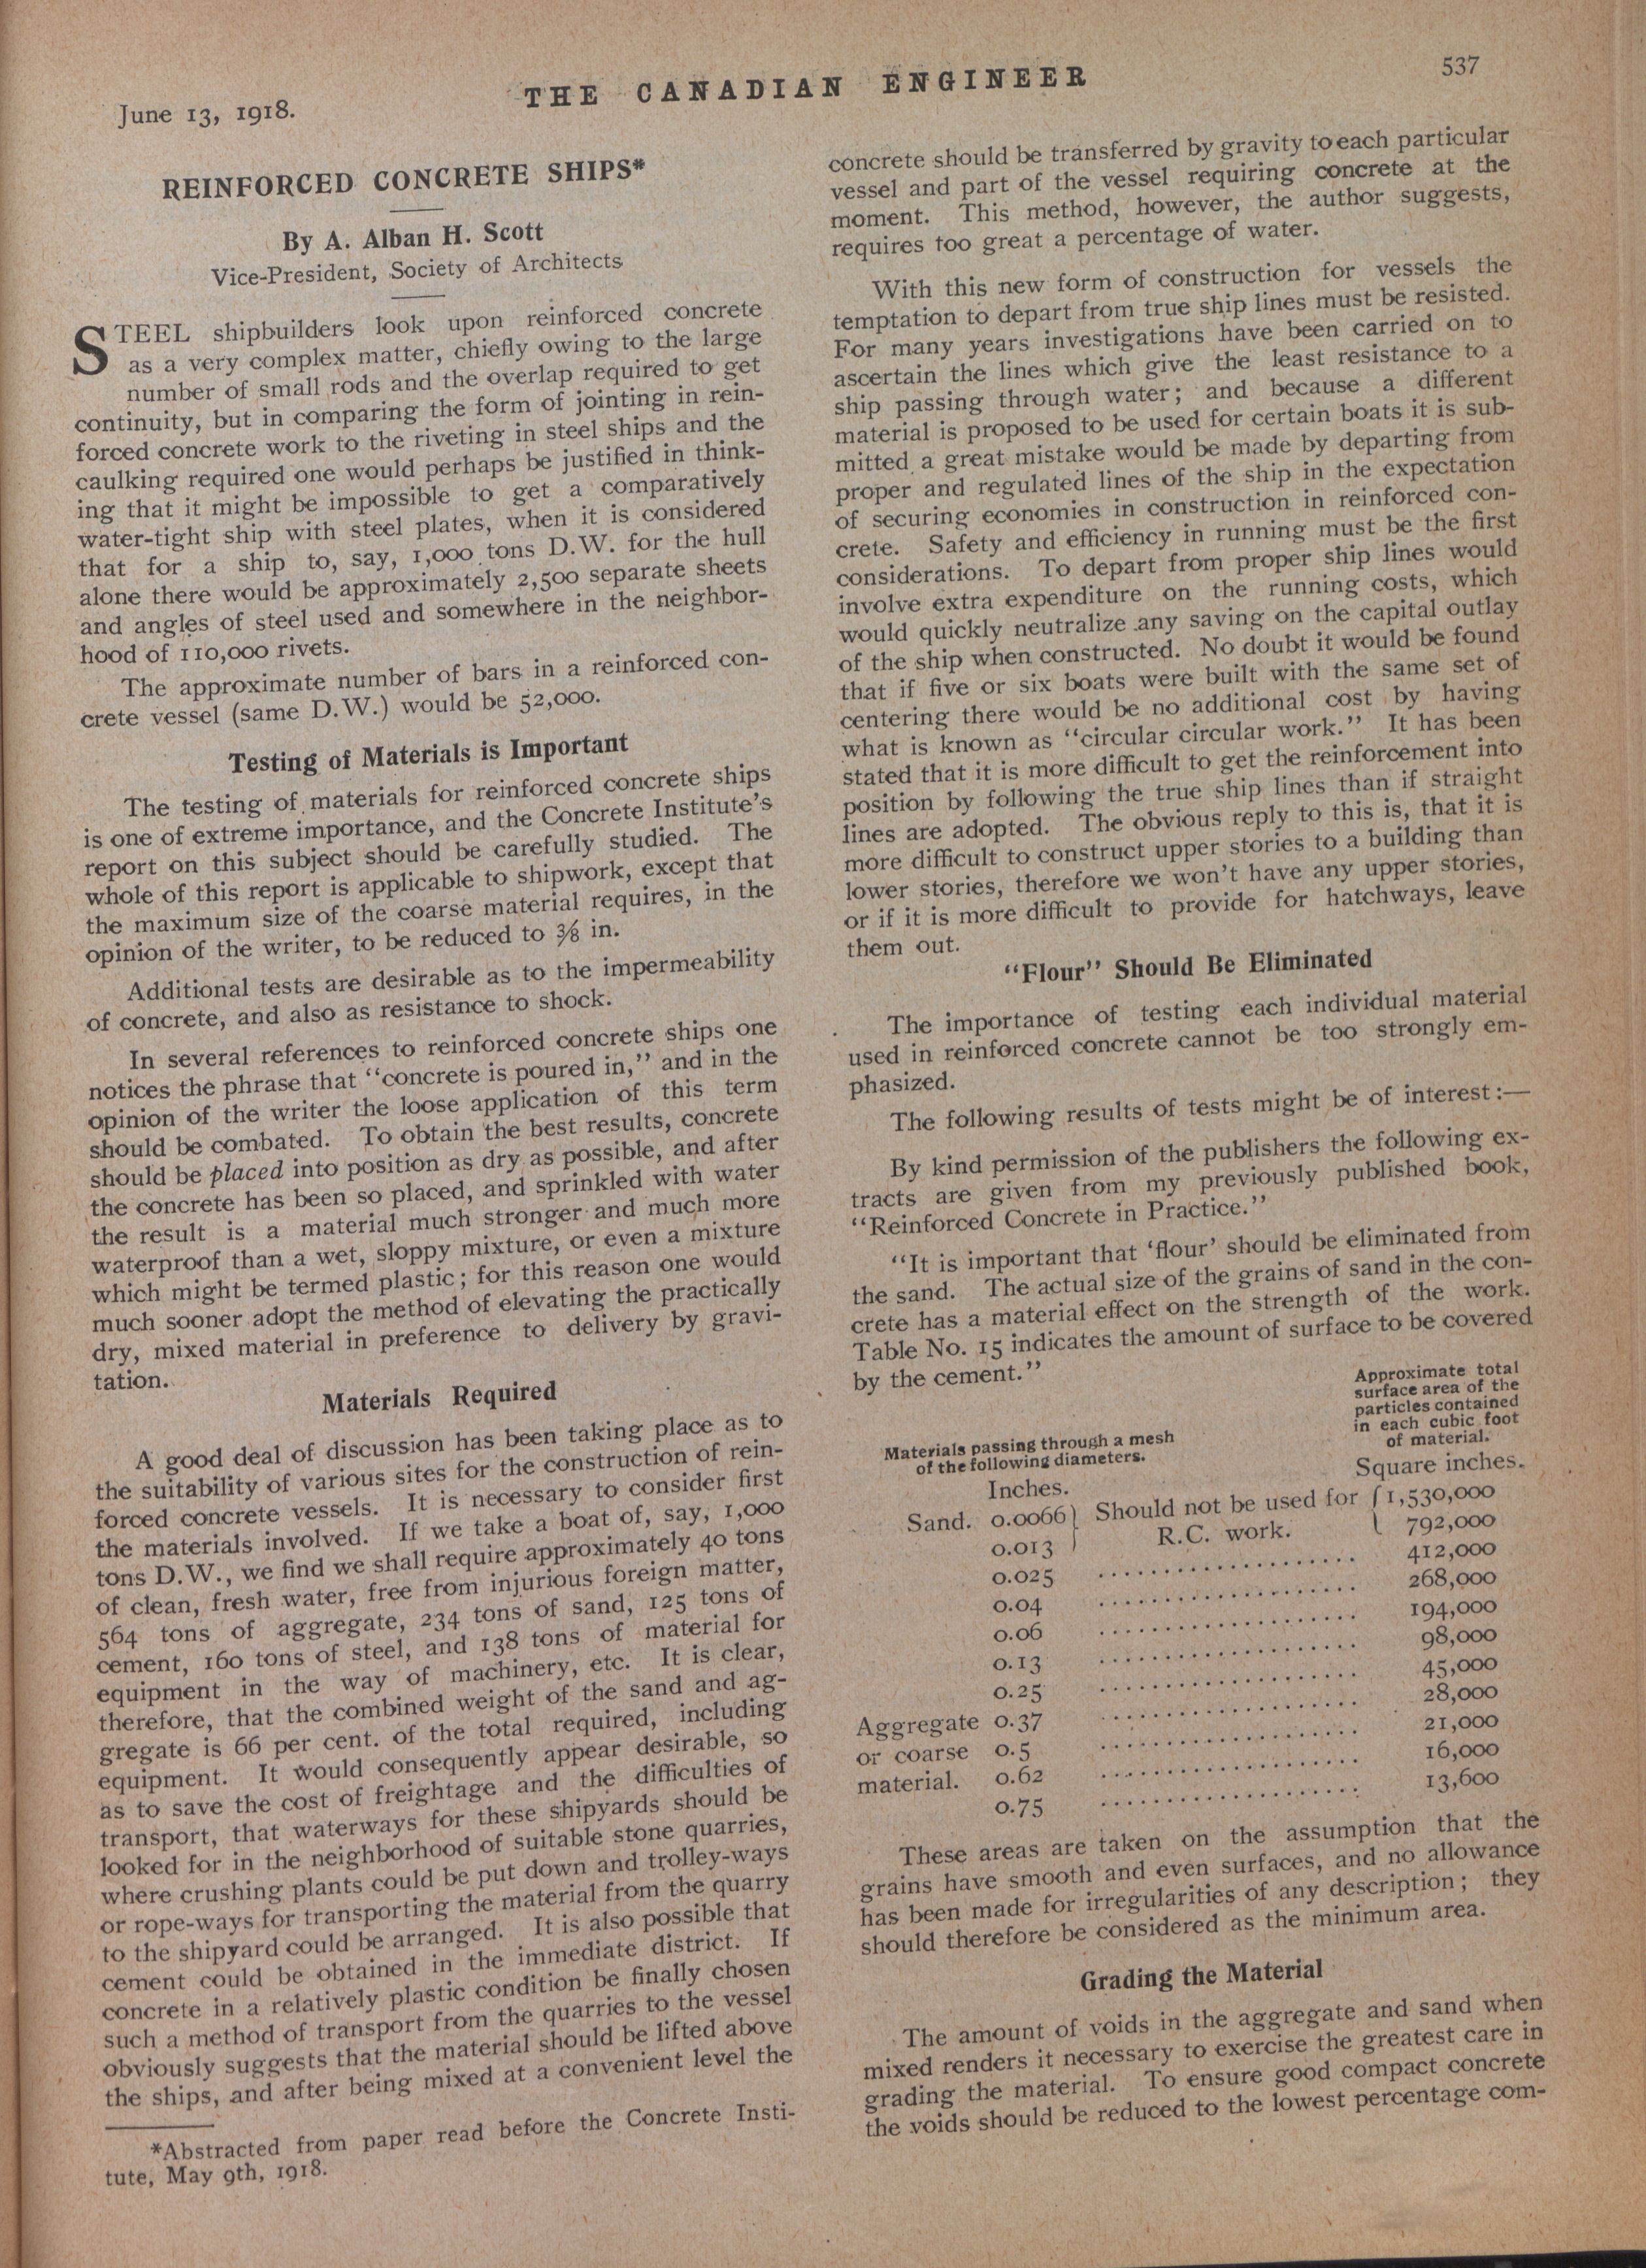 June 13, 1918.
THE CANADIAN ENGINEER
537
REINFORCED CONCRETE SHIPS*
By A. Alban H. Scott
Vice-President, Society of Architects
STEEL shipbuilders look upon reinforced concrete
as a very complex matter, chiefly owing to the large
number of small rods and the overlap required to get
continuity, but in comparing the form of jointing in rein-
forced concrete work to the riveting in steel ships and the
caulking required one would perhaps be justified in think-
ing that it might be impossible to get a comparatively
water-tight ship with steel plates, when it is considered
that for a ship to, say, 1,000 tons D.W. for the hull
alone there would be approximately 2,500 separate sheets
and angles of steel used and somewhere in the neighbor-
hood of 110,000 rivets.
The approximate number of bars in a reinforced con-
crete vessel (same D.W.) would be 52,000.
Testing of Materials is Important
The testing of materials for reinforced concrete ships
is one of extreme importance, and the Concrete Institute's
report on this subject should be carefully studied. The
whole of this report is applicable to shipwork, except that
the maximum size of the coarse material requires, in the
opinion of the writer, to be reduced to 3/8 in.
Additional tests are desirable as to the impermeability
of concrete, and also as resistance to shock.
In several references to reinforced concrete ships one
notices the phrase that "concrete is poured in," and in the
opinion of the writer the loose application of this term
should be combated. To obtain the best results, concrete
should be placed into position as dry as possible, and after
the concrete has been so placed, and sprinkled with water
the result is a material much stronger and much more
waterproof than a wet, sloppy mixture, or even a mixture
which might be termed plastic; for this reason one would
much sooner adopt the method of elevating the practically
dry, mixed material in preference to delivery by gravi-
tation.
Materials Required
A good deal of discussion has been taking place as to
the suitability of various sites for the construction of rein-
forced concrete vessels. It is necessary to consider first
the materials involved. If we take a boat of, say, 1,000
tons D.W., we find we shall require approximately 40 tons
of clean, fresh water, free from injurious foreign matter,
564 tons of aggregate, 234 tons of sand, 125 tons of
cement, 160 tons of steel, and 138 tons of material for
equipment in the way of machinery, etc. It is clear,
therefore, that the combined weight of the sand and ag-
gregate is 66 per cent. of the total required, including
equipment. It would consequently appear desirable, so
as to save the cost of freightage and the difficulties of
transport, that waterways for these shipyards should be
looked for in the neighborhood of suitable stone quarries,
where crushing plants could be put down and trolley-ways
or rope-ways for transporting the material from the quarry
to the shipyard could be arranged. It is also possible that
cement could be obtained in the immediate district. If
concrete in a relatively plastic condition be finally chosen
such a method of transport from the quarries to the vessel
obviously suggests that the material should be lifted above
the ships, and after being mixed at a convenient level the
*Abstracted from paper read before the Concrete Insti-
tute, May 9th, 1918.
concrete should be transferred by gravity to each particular
vessel and part of the vessel requiring concrete at the
moment. This method, however, the author suggests,
requires too great a percentage of water.
With this new form of construction for vessels the
temptation to depart from true ship lines must be resisted.
For many years investigations have been carried on to
ascertain the lines which give the least resistance to a
ship passing through water; and because a different
material is proposed to be used for certain boats it is sub-
mitted a great mistake would be made by departing from
proper and regulated lines of the ship in the expectation
of securing economies in construction in reinforced con-
crete. Safety and efficiency in running must be the first
considerations. To depart from proper ship lines would
involve extra expenditure on the running costs, which
would quickly neutralize any saving on the capital outlay
of the ship when constructed. No doubt it would be found
that if five or six boats were built with the same set of
centering there would be no additional cost by having
what is known as "circular circular work." It has been
stated that it is more difficult to get the reinforcement into
position by following the true ship lines than if straight
lines are adopted. The obvious reply to this is, that it is
more difficult to construct upper stories to a building than
lower stories, therefore we won't have any upper stories,
or if it is more difficult to provide for hatchways, leave
them out.
"Flour" Should Be Eliminated
The importance of testing each individual material
used in reinforced concrete cannot be too strongly em-
phasized.
The following results of tests might be of interest:—
By kind permission of the publishers the following ex-
tracts are given from my previously published book,
"Reinforced Concrete in Practice."
"It is important that 'flour' should be eliminated from
the sand. The actual size of the grains of sand in the con-
crete has a material effect on the strength of the work.
Table No. 15 indicates the amount of surface to be covered
by the cement."
Approximate total
surface area of the
particles contained
in each cubic foot
of material.
Materials passing through a mesh
of the following diameters.
Square inches.
Inches.
Sand. 0.0066 } Should not be used for { 1,530,000
0.013 } R.C. work. { 792,000
0.025 .................. 412,000
0.04 .................. 268,000
0.06 .................. 194,000
0.13 .................. 98,000
0.25 .................. 45,000
Aggregate 0.37 .................. 28,000
or coarse 0.5 .................. 21,000
material. 0.62 .................. 16,000
0.75 .................. 13,600
These areas are taken on the assumption that the
grains have smooth and even surfaces, and no allowance
has been made for irregularities of any description; they
should therefore be considered as the minimum area.
Grading the Material
The amount of voids in the aggregate and sand when
mixed renders it necessary to exercise the greatest care in
grading the material. To ensure good compact concrete
the voids should be reduced to the lowest percentage com-